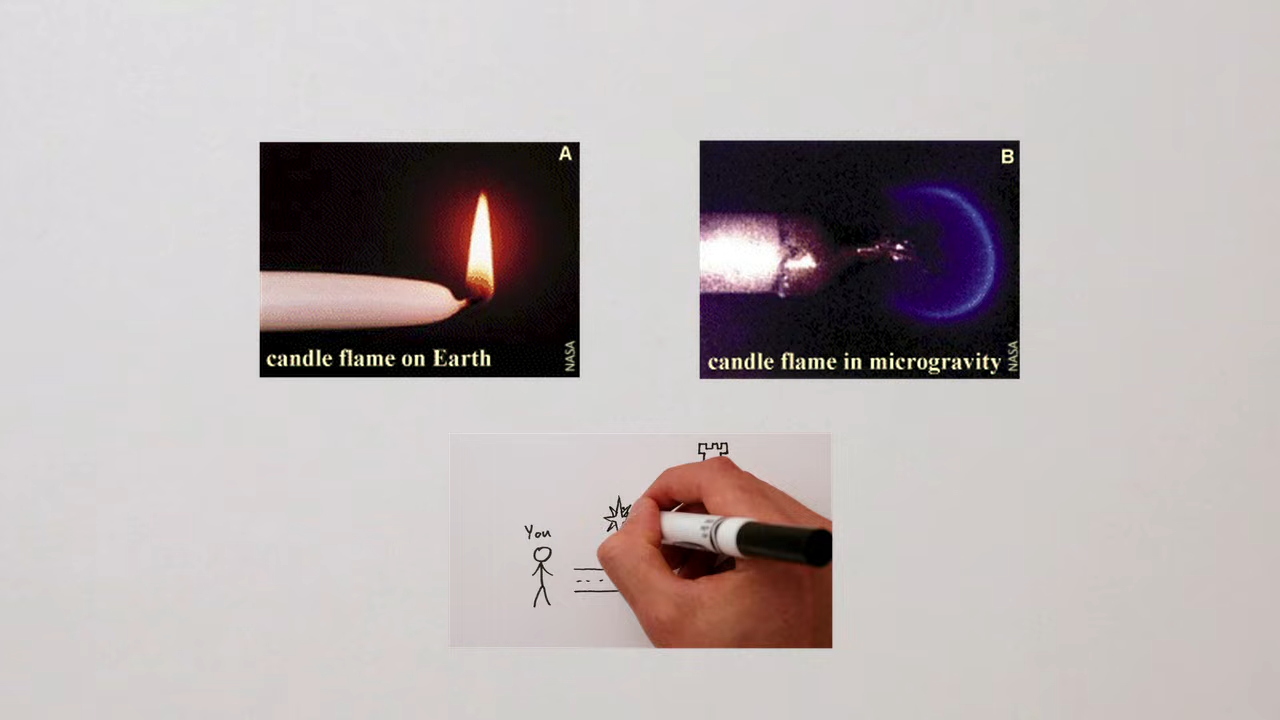 A
candle flame on Earth
NASA
B
candle flame in microgravity
NASA
You